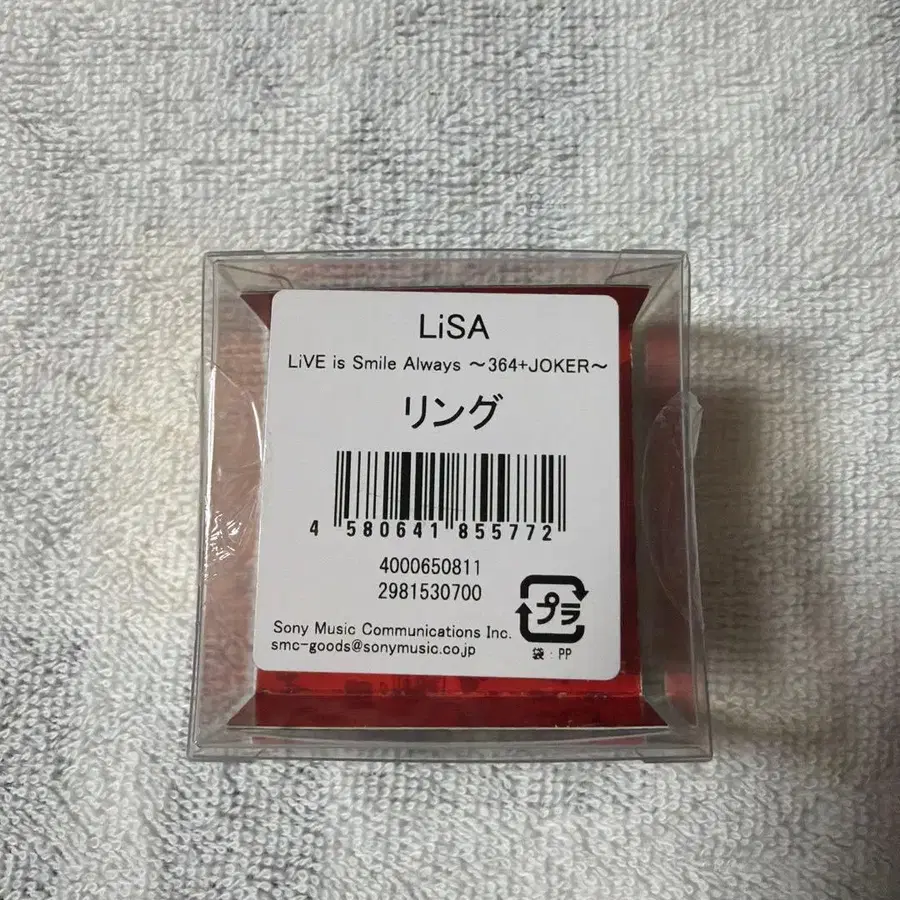 LiSA
LiVE is Smile Always ～364+JOKER～
リング
4 580641 855772
4000650811
2981530700
プラ
袋：PP
Sony Music Communications Inc.
smc-goods@sonymusic.co.jp